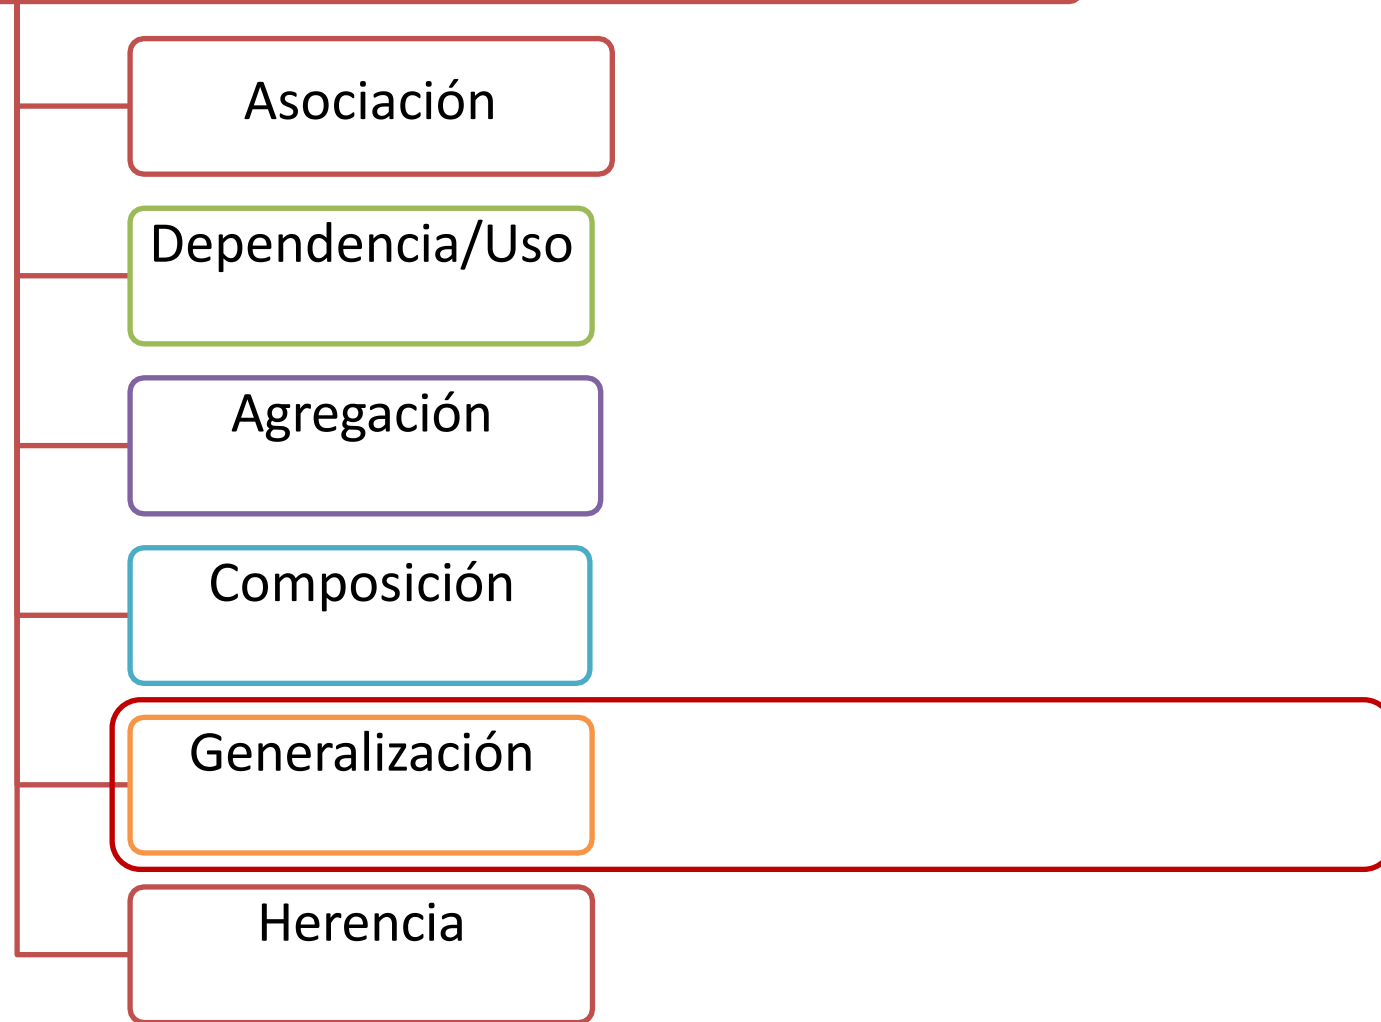 Asociación
Dependencia/Uso
Agregación
Composición
Generalización
Herencia